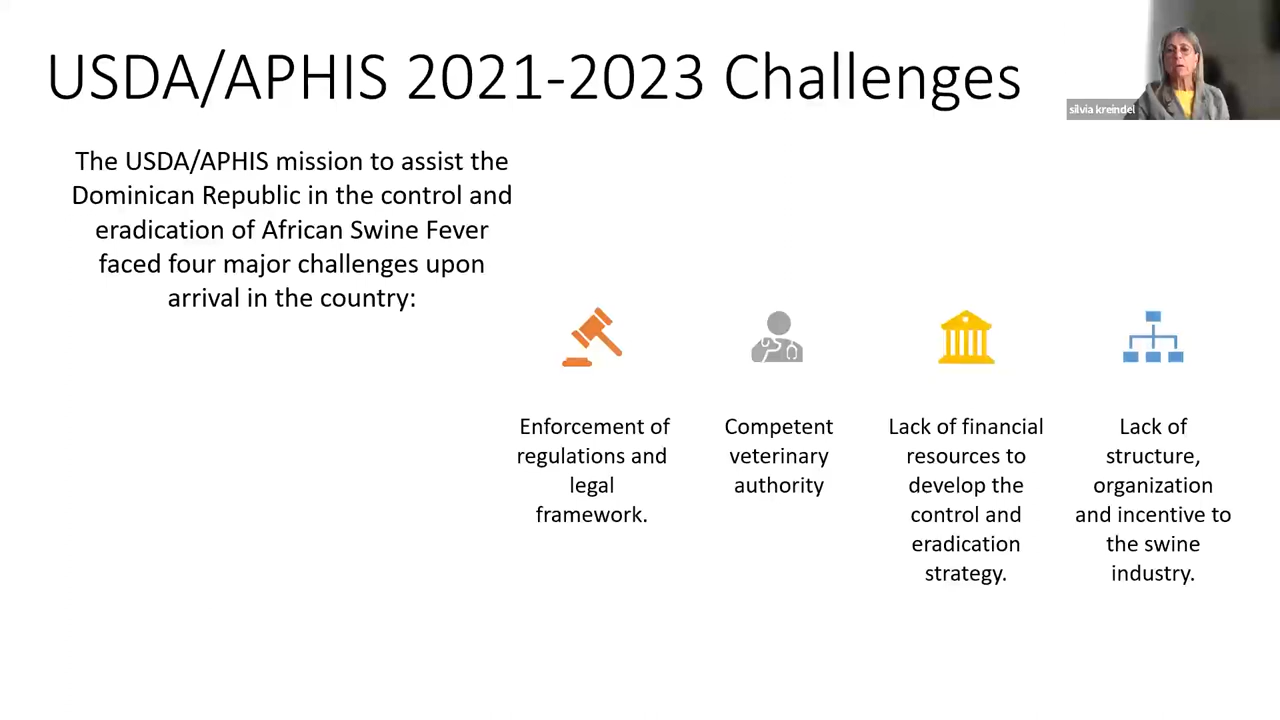 USDA/APHIS 2021-2023 Challenges
silvia kreindel
The USDA/APHIS mission to assist the
Dominican Republic in the control and
eradication of African Swine Fever
faced four major challenges upon
arrival in the country:
Enforcement of
regulations and
legal
framework.
Competent
veterinary
authority
Lack of financial
resources to
develop the
control and
eradication
strategy.
Lack of
structure,
organization
and incentive to
the swine
industry.